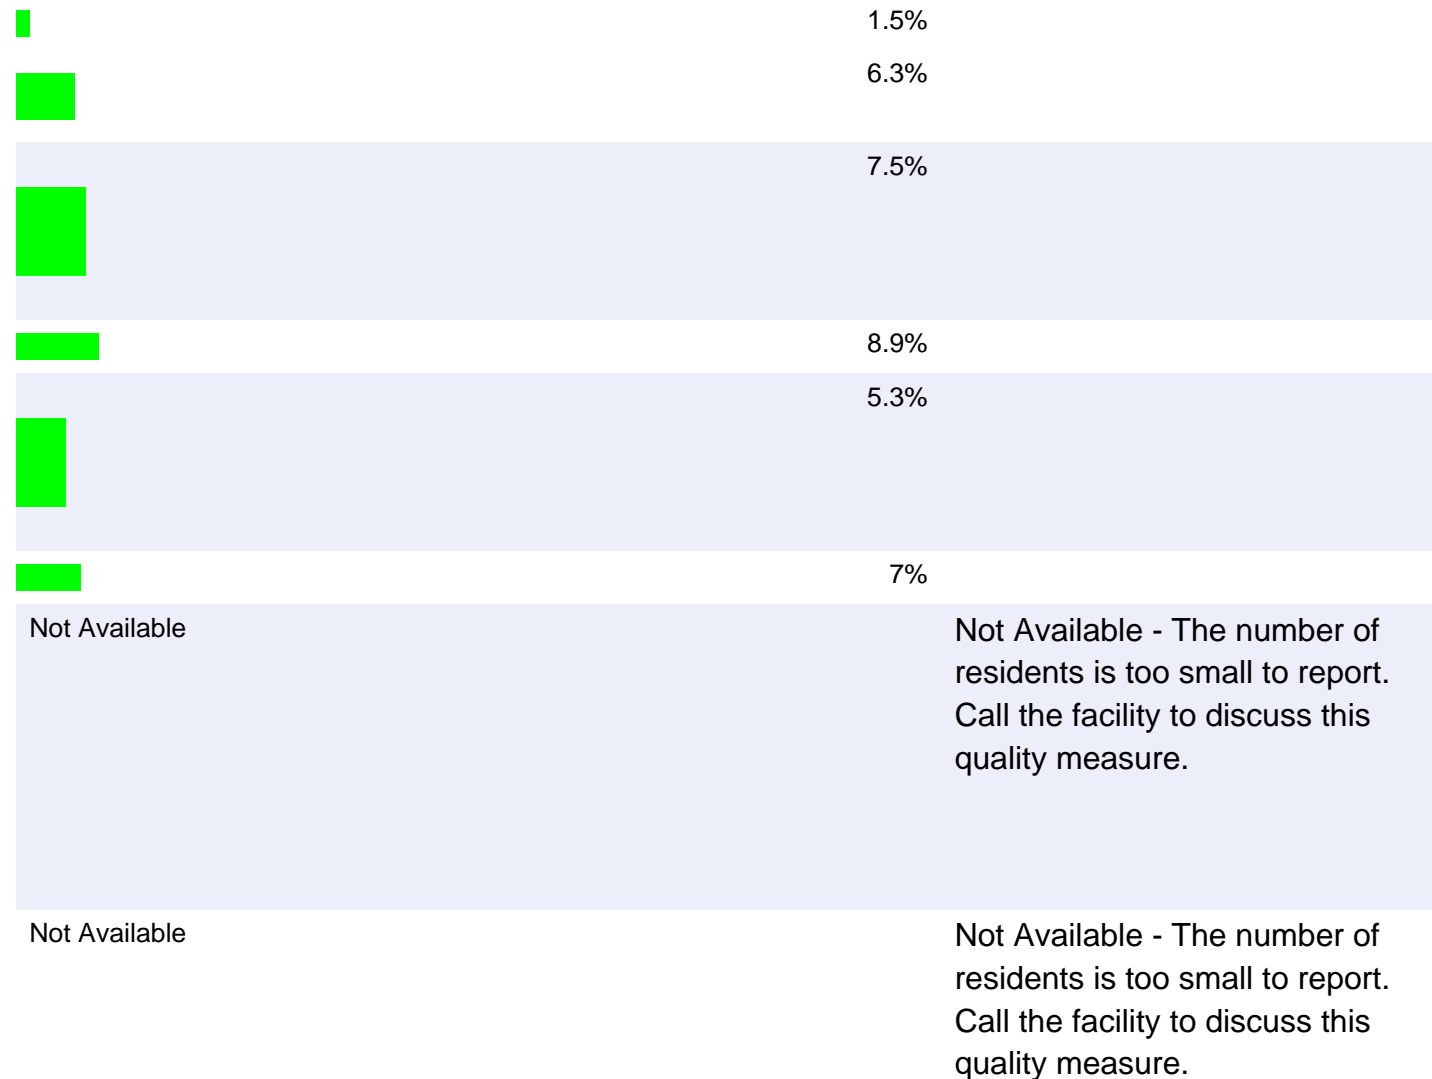 1.5%
6.3%
7.5%
8.9%
5.3%
7%
Not Available
Not Available - The number of
residents is too small to report.
Call the facility to discuss this
quality measure.
Not Available
Not Available - The number of
residents is too small to report.
Call the facility to discuss this
quality measure.